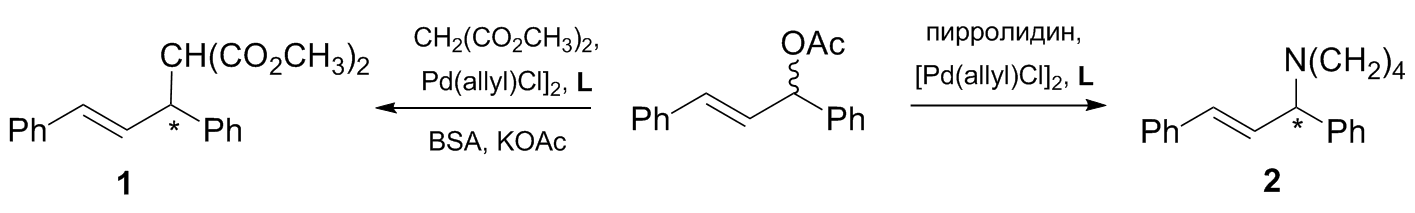 CH(CO₂CH₃)₂
Ph
*
Ph
1
CH₂(CO₂CH₃)₂,
Pd(allyl)Cl]₂, L
BSA, KOAc
OAc
Ph
Ph
пирролидин,
[Pd(allyl)Cl]₂, L
N(CH₂)₄
Ph
*
Ph
2